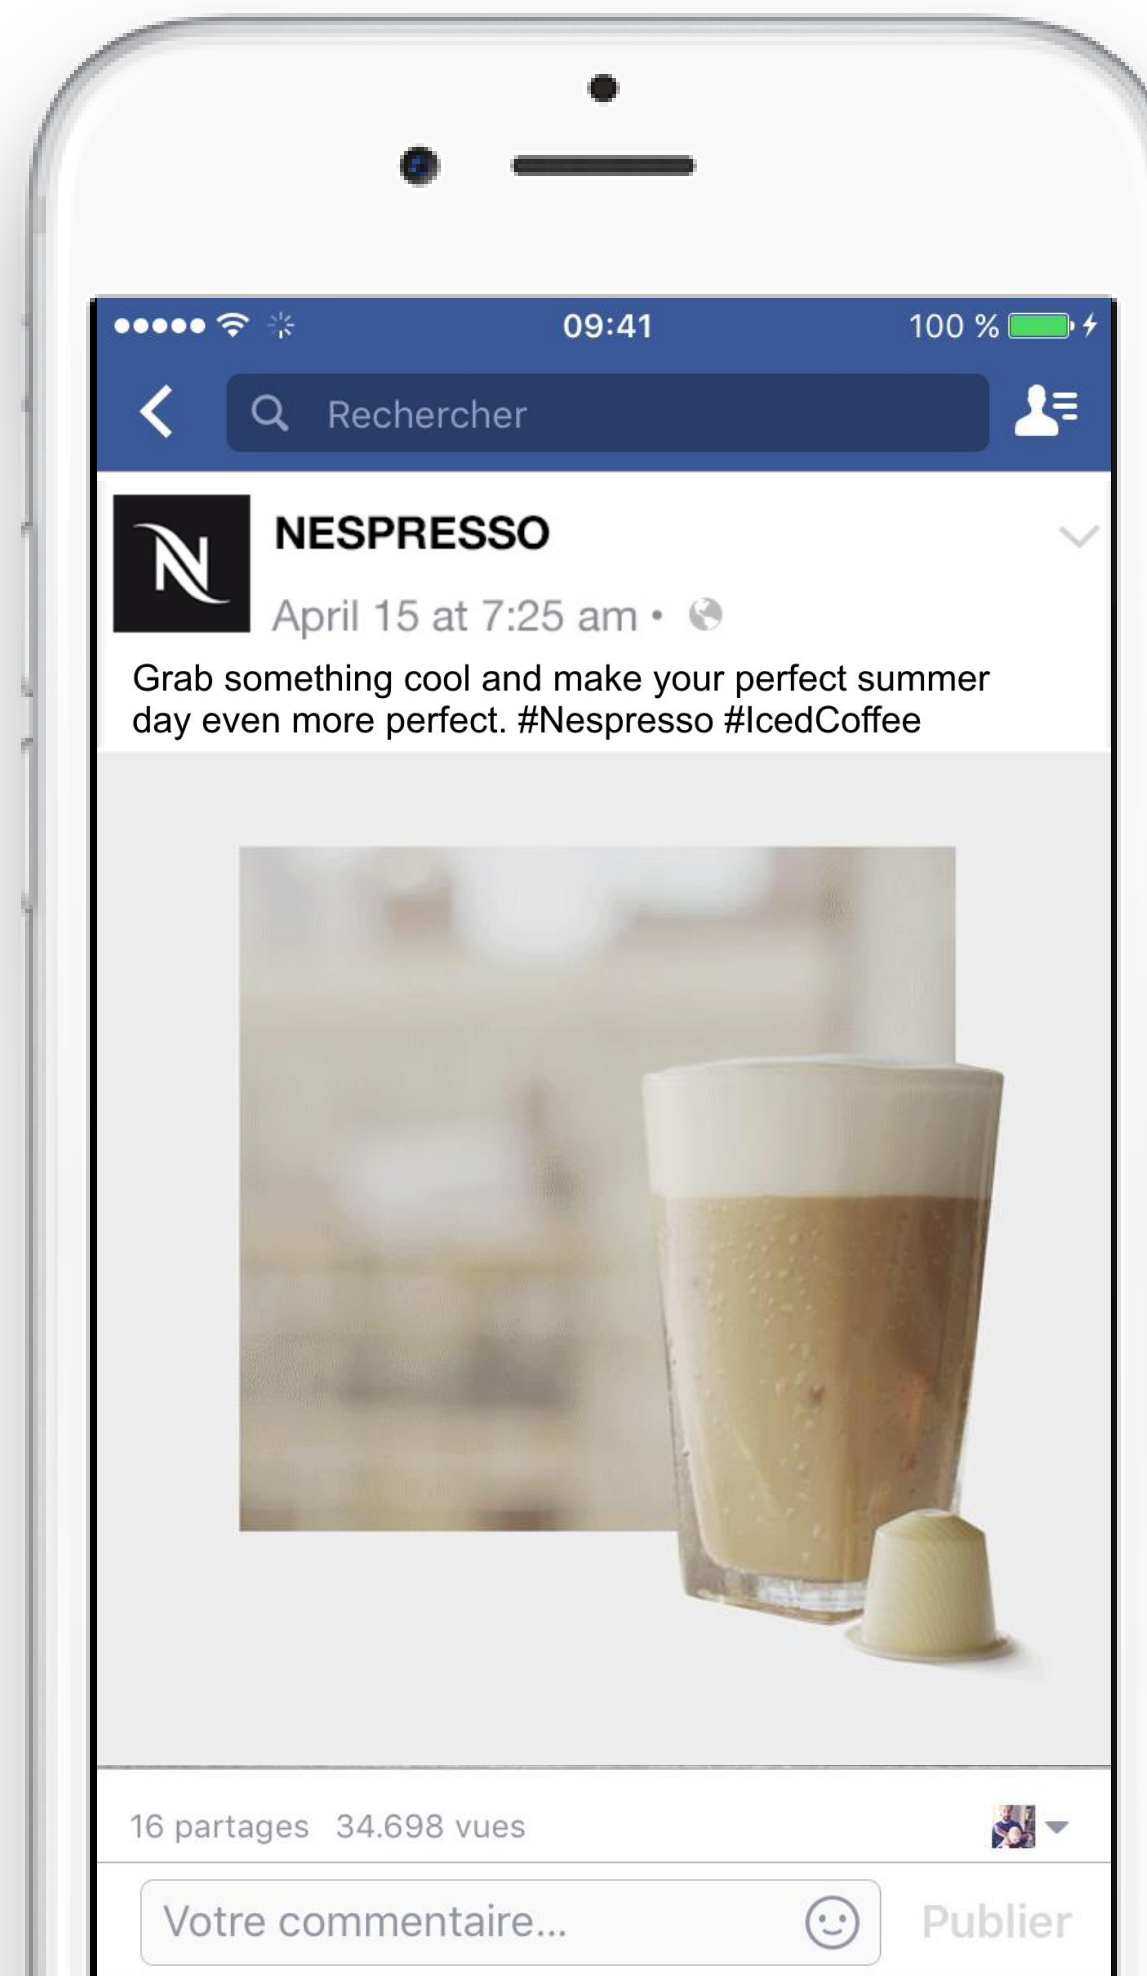 09:41
100 %
Rechercher
N
NESPRESSO
April 15 at 7:25 am •
Grab something cool and make your perfect summer
day even more perfect. #Nespresso #IcedCoffee
16 partages 34.698 vues
Votre commentaire...
Publier